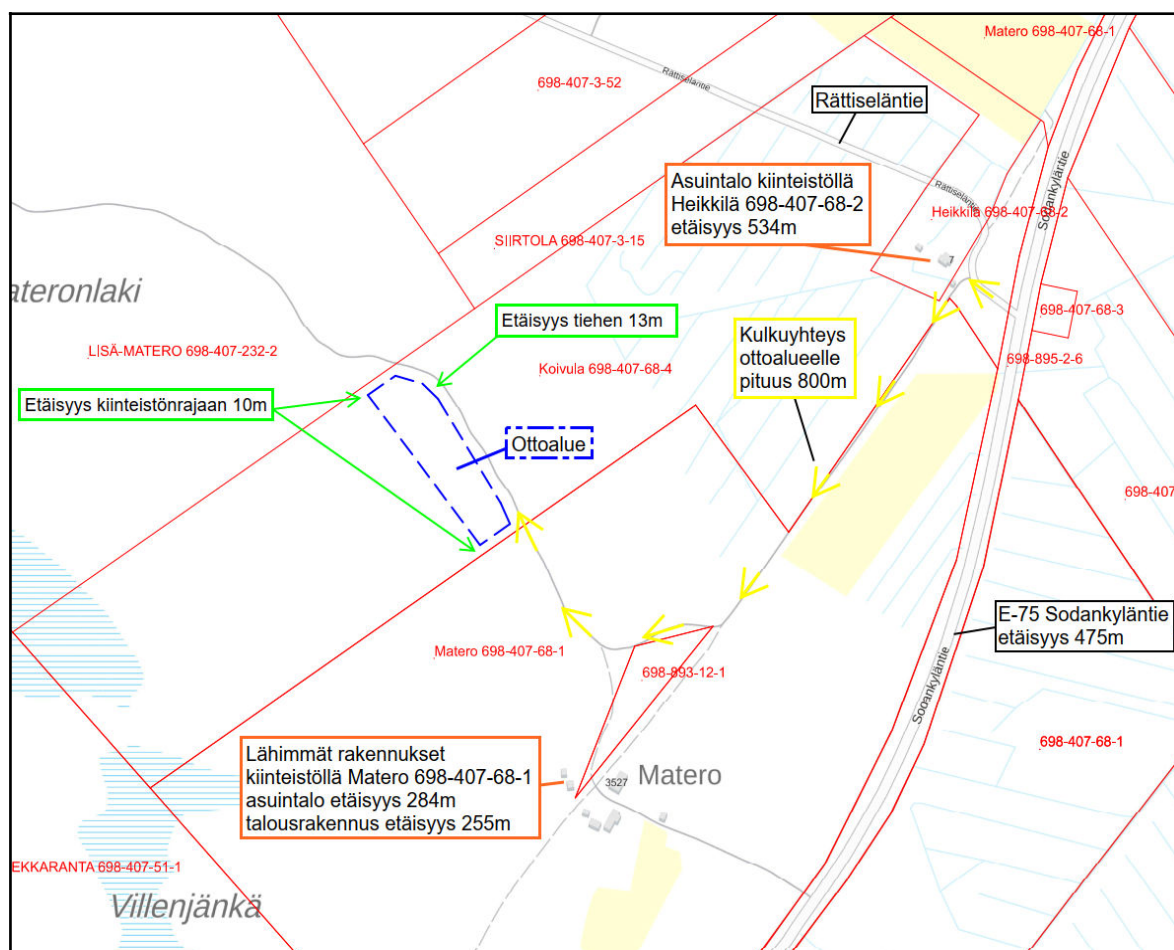 Matero 698-407-68-1
698-407-3-52
Rättiseläntie
Rättiseläntie
Asuintalo kiinteistöllä
Heikkilä 698-407-68-2
etäisyys 534m
Sodankyläntie
Rättiseläntie
Heikkilä 698-407-68-2
SIIRTOLA 698-407-3-15
ateronlaki
Etäisyys tiehen 13m
698-407-68-3
Kulkuyhteys
ottoalueelle
pituus 800m
LISÄ-MATERO 698-407-232-2
Koivula 698-407-68-4
698-895-2-6
Etäisyys kiinteistönrajaan 10m
Ottoalue
698-407
E-75 Sodankyläntie
etäisyys 475m
Matero 698-407-68-1
698-893-12-1
Sodankyläntie
698-407-68-1
Lähimmät rakennukset
kiinteistöllä Matero 698-407-68-1
asuintalo etäisyys 284m
talousrakennus etäisyys 255m
3527
Matero
EKKARANTA 698-407-51-1
Villenjänkä